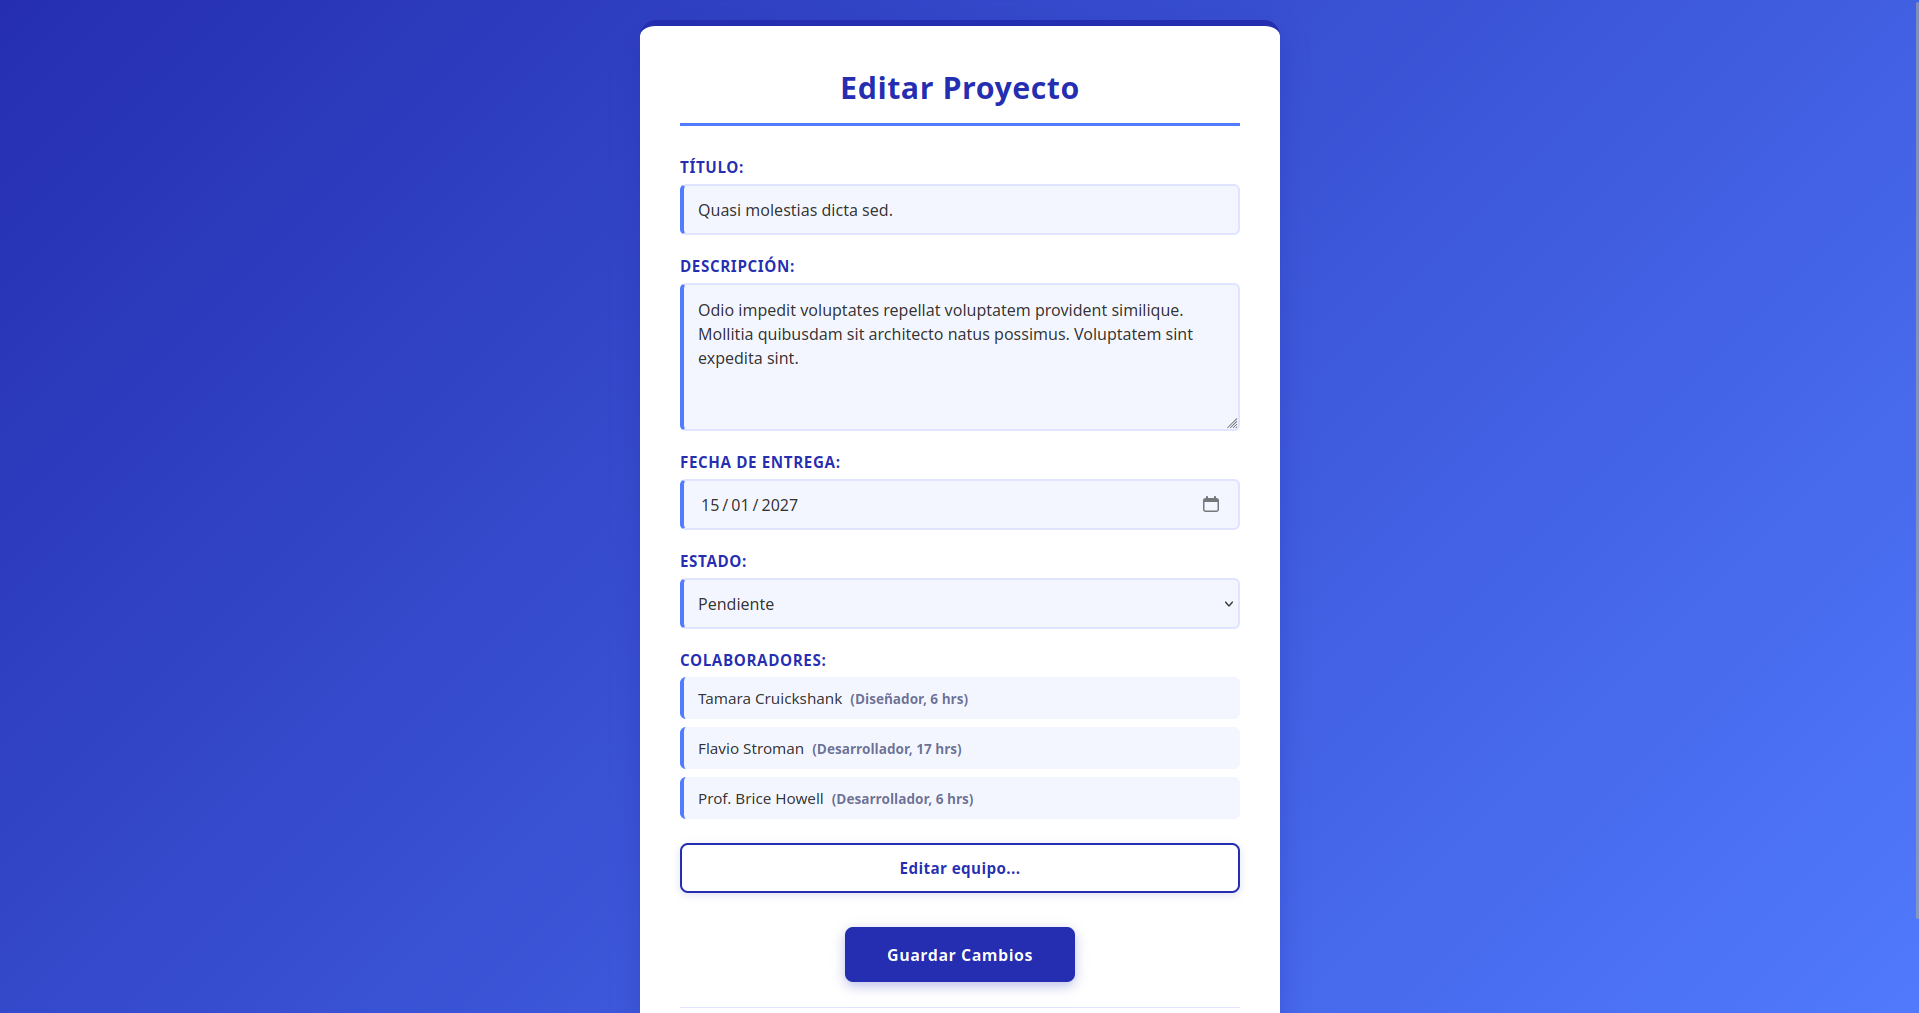 Editar Proyecto
TÍTULO:
Quasi molestias dicta sed.
DESCRIPCIÓN:
Odio impedit voluptates repellat voluptatem provident similique.
Mollitia quibusdam sit architecto natus possimus. Voluptatem sint
expedita sint.
FECHA DE ENTREGA:
15/01/2027
ESTADO:
Pendiente
COLABORADORES:
Tamara Cruickshank (Diseñador, 6 hrs)
Flavio Stroman (Desarrollador, 17 hrs)
Prof. Brice Howell (Desarrollador, 6 hrs)
Editar equipo...
Guardar Cambios